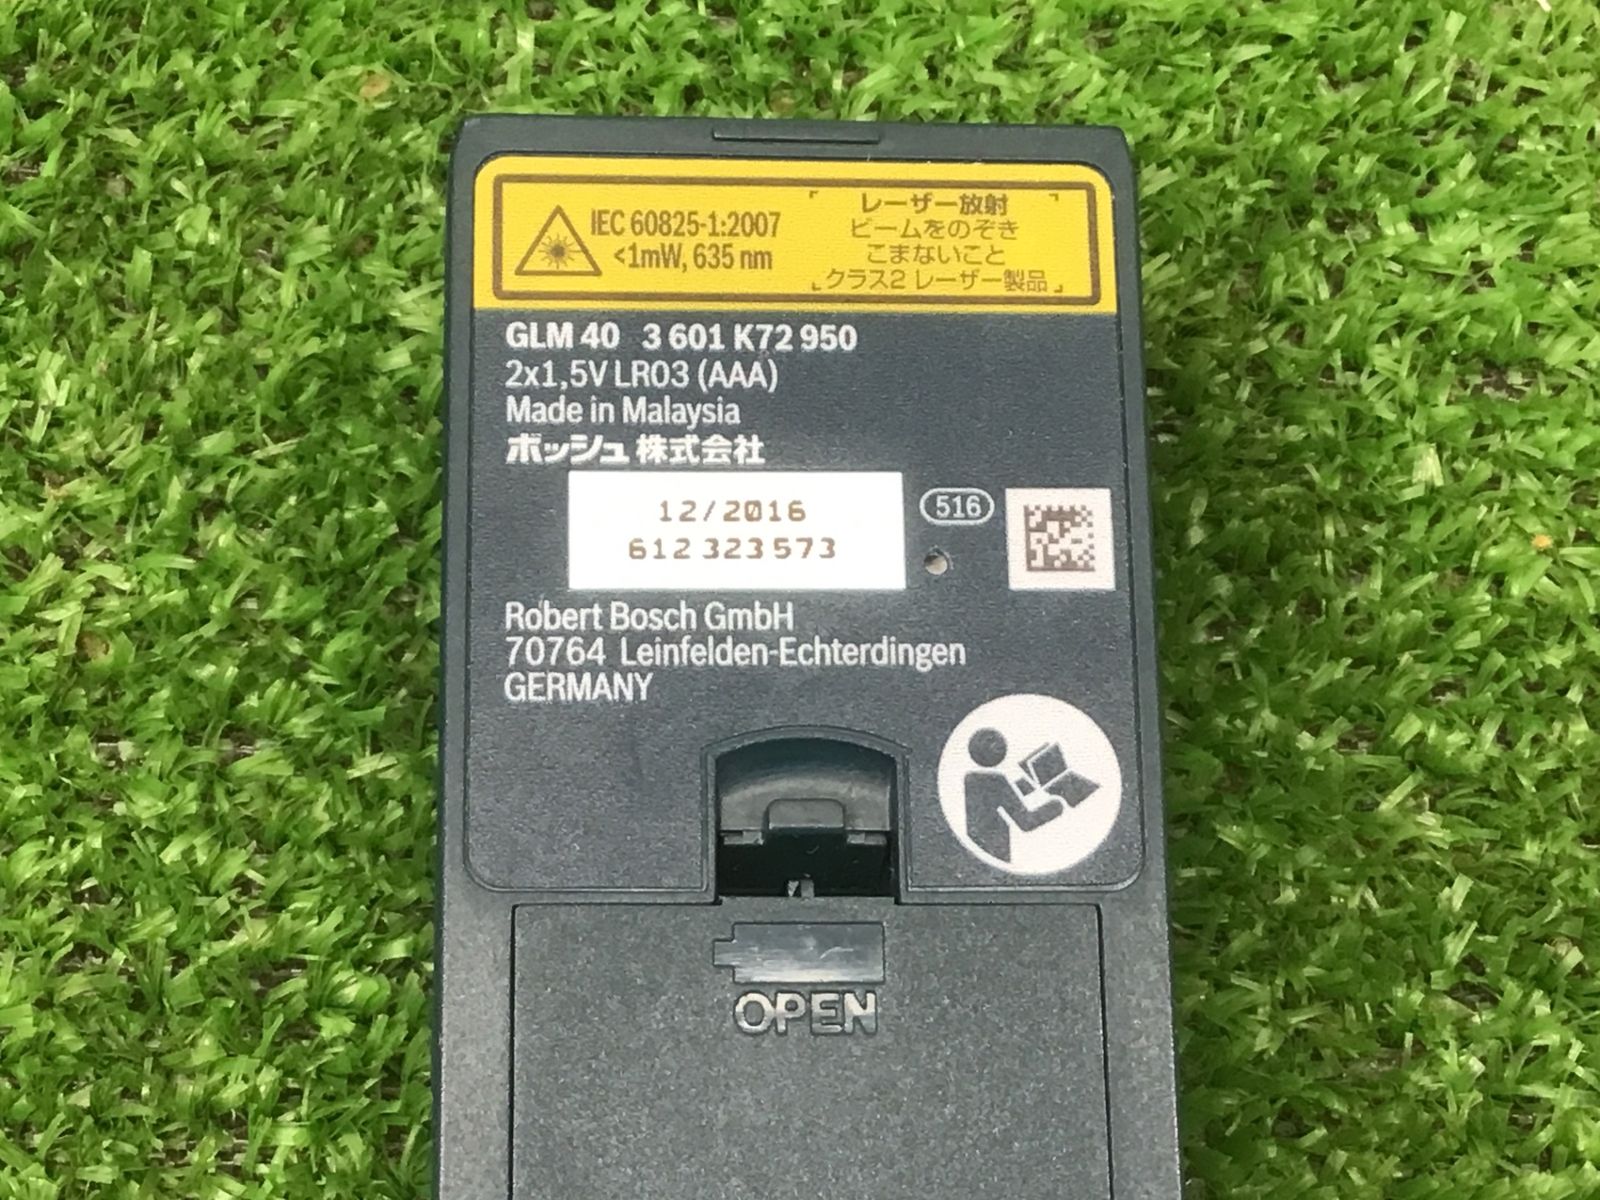 IEC 60825-1:2007
<1mW, 635 nm
レーザー放射
ビームをのぞき
こまないこと
クラス2 レーザー製品
GLM 40 3 601 K72 950
2x1,5V LR03 (AAA)
Made in Malaysia
ボッシュ 株式会社
12/2016
612 323 573
516
Robert Bosch GmbH
70764 Leinfelden-Echterdingen
GERMANY
OPEN